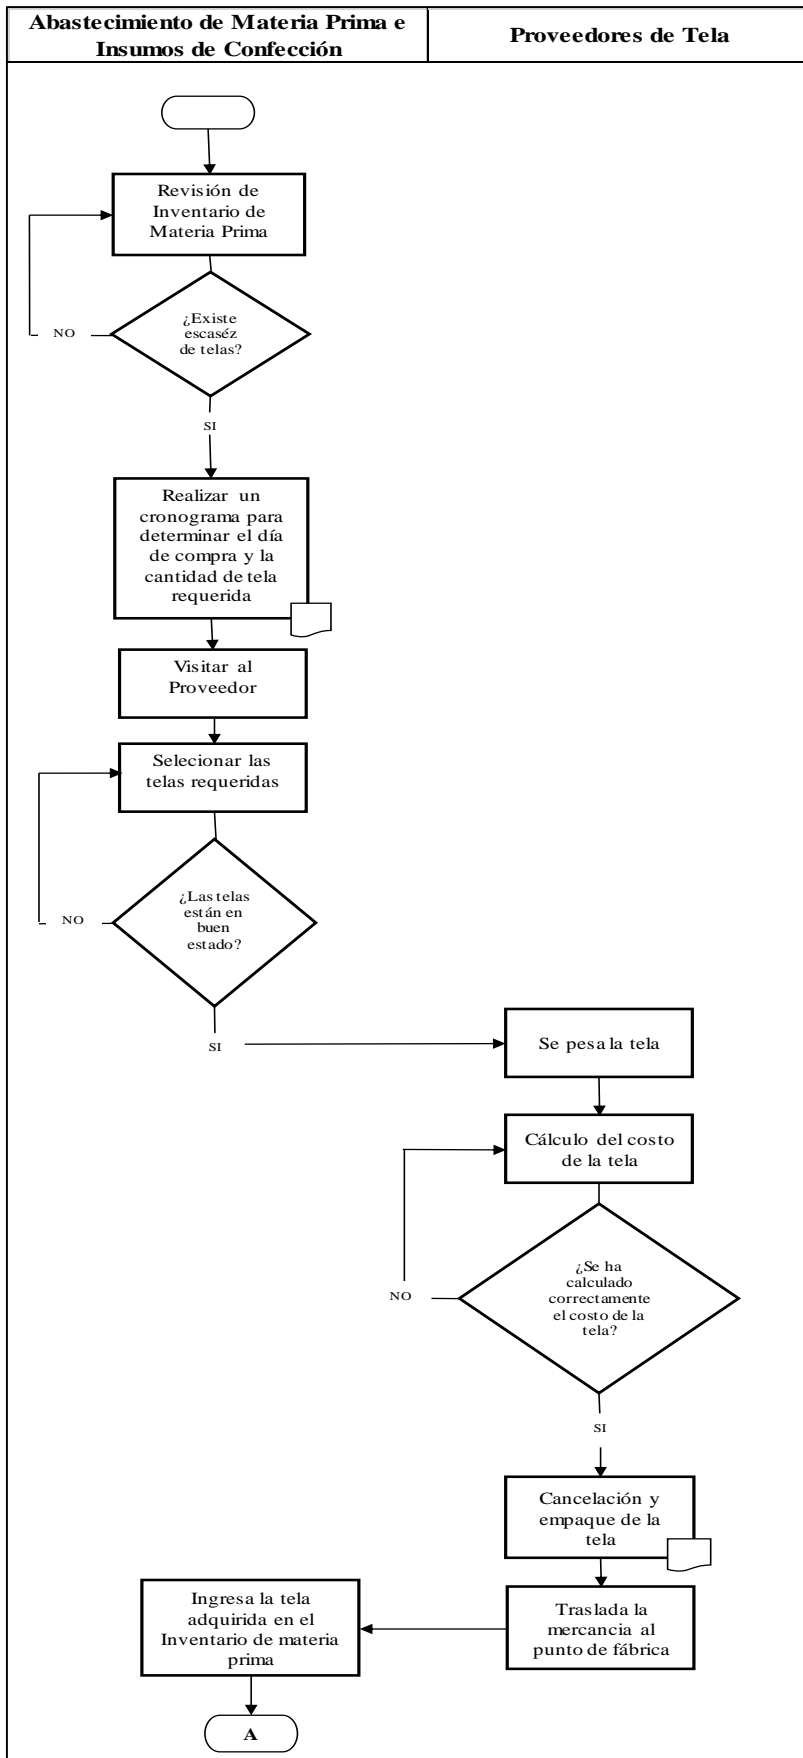 Abastecimiento de Materia Prima e
Insumos de Confección
Proveedores de Tela
Revisión de
Inventario de
Materia Prima
¿Existe
escaséz
de telas?
NO
SI
Realizar un
cronograma para
determinar el día
de compra y la
cantidad de tela
requerida
Visitar al
Proveedor
Selecionar las
telas requeridas
¿Las telas
están en
buen
estado?
NO
SI
Se pesa la tela
Cálculo del costo
de la tela
¿Se ha
calculado
correctamente
el costo de la
tela?
NO
SI
Cancelación y
empaque de la
tela
Traslada la
mercancia al
punto de fábrica
Ingresa la tela
adquirida en el
Inventario de materia
prima
A